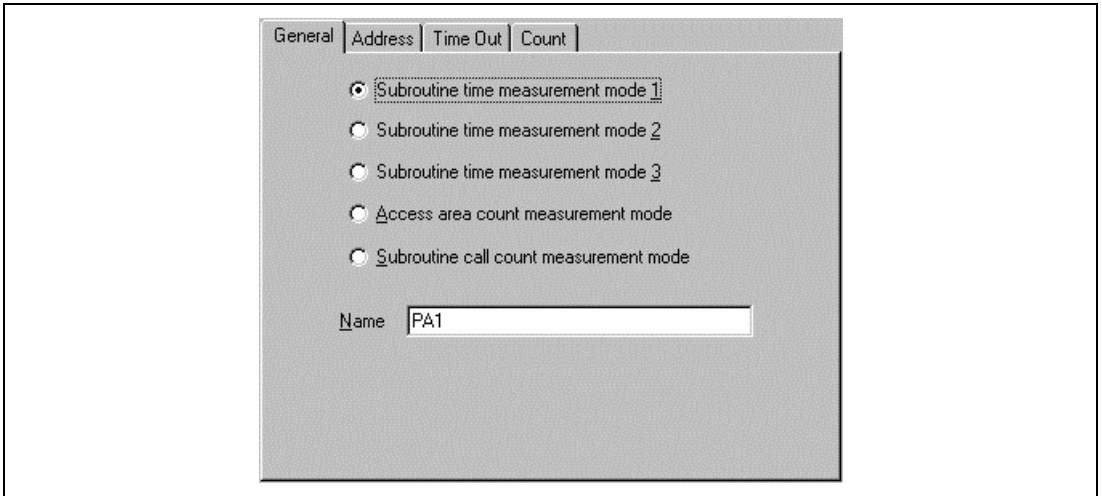 General Address Time Out Count
Subroutine time measurement mode 1
Subroutine time measurement mode 2
Subroutine time measurement mode 3
Access area count measurement mode
Subroutine call count measurement mode
Name PA1